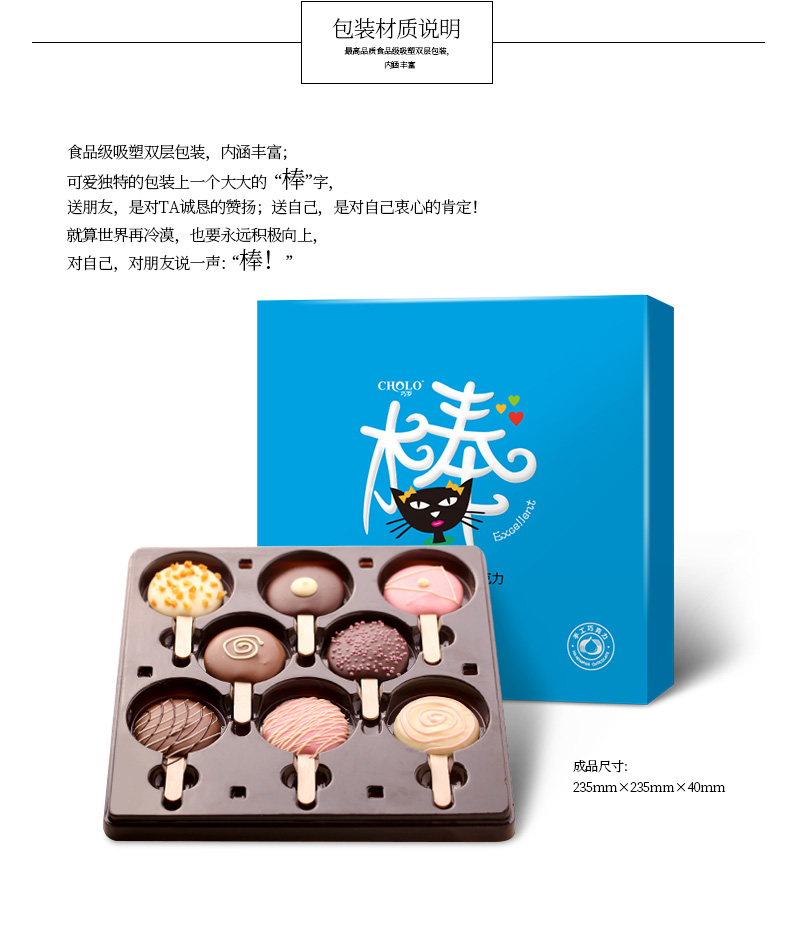 包装材质说明
最高品质食品级吸塑双层包装，
内涵丰富
食品级吸塑双层包装，内涵丰富；
可爱独特的包装上一个大大的“棒”字，
送朋友，是对TA诚恳的赞扬；送自己，是对自己衷心的肯定！
就算世界再冷漠，也要永远积极向上，
对自己，对朋友说一声：“棒！”
CHOLO
巧罗
棒
Excellent
克力
手工巧克力
HANDMADE CHOCOLATE
成品尺寸：
235mm×235mm×40mm